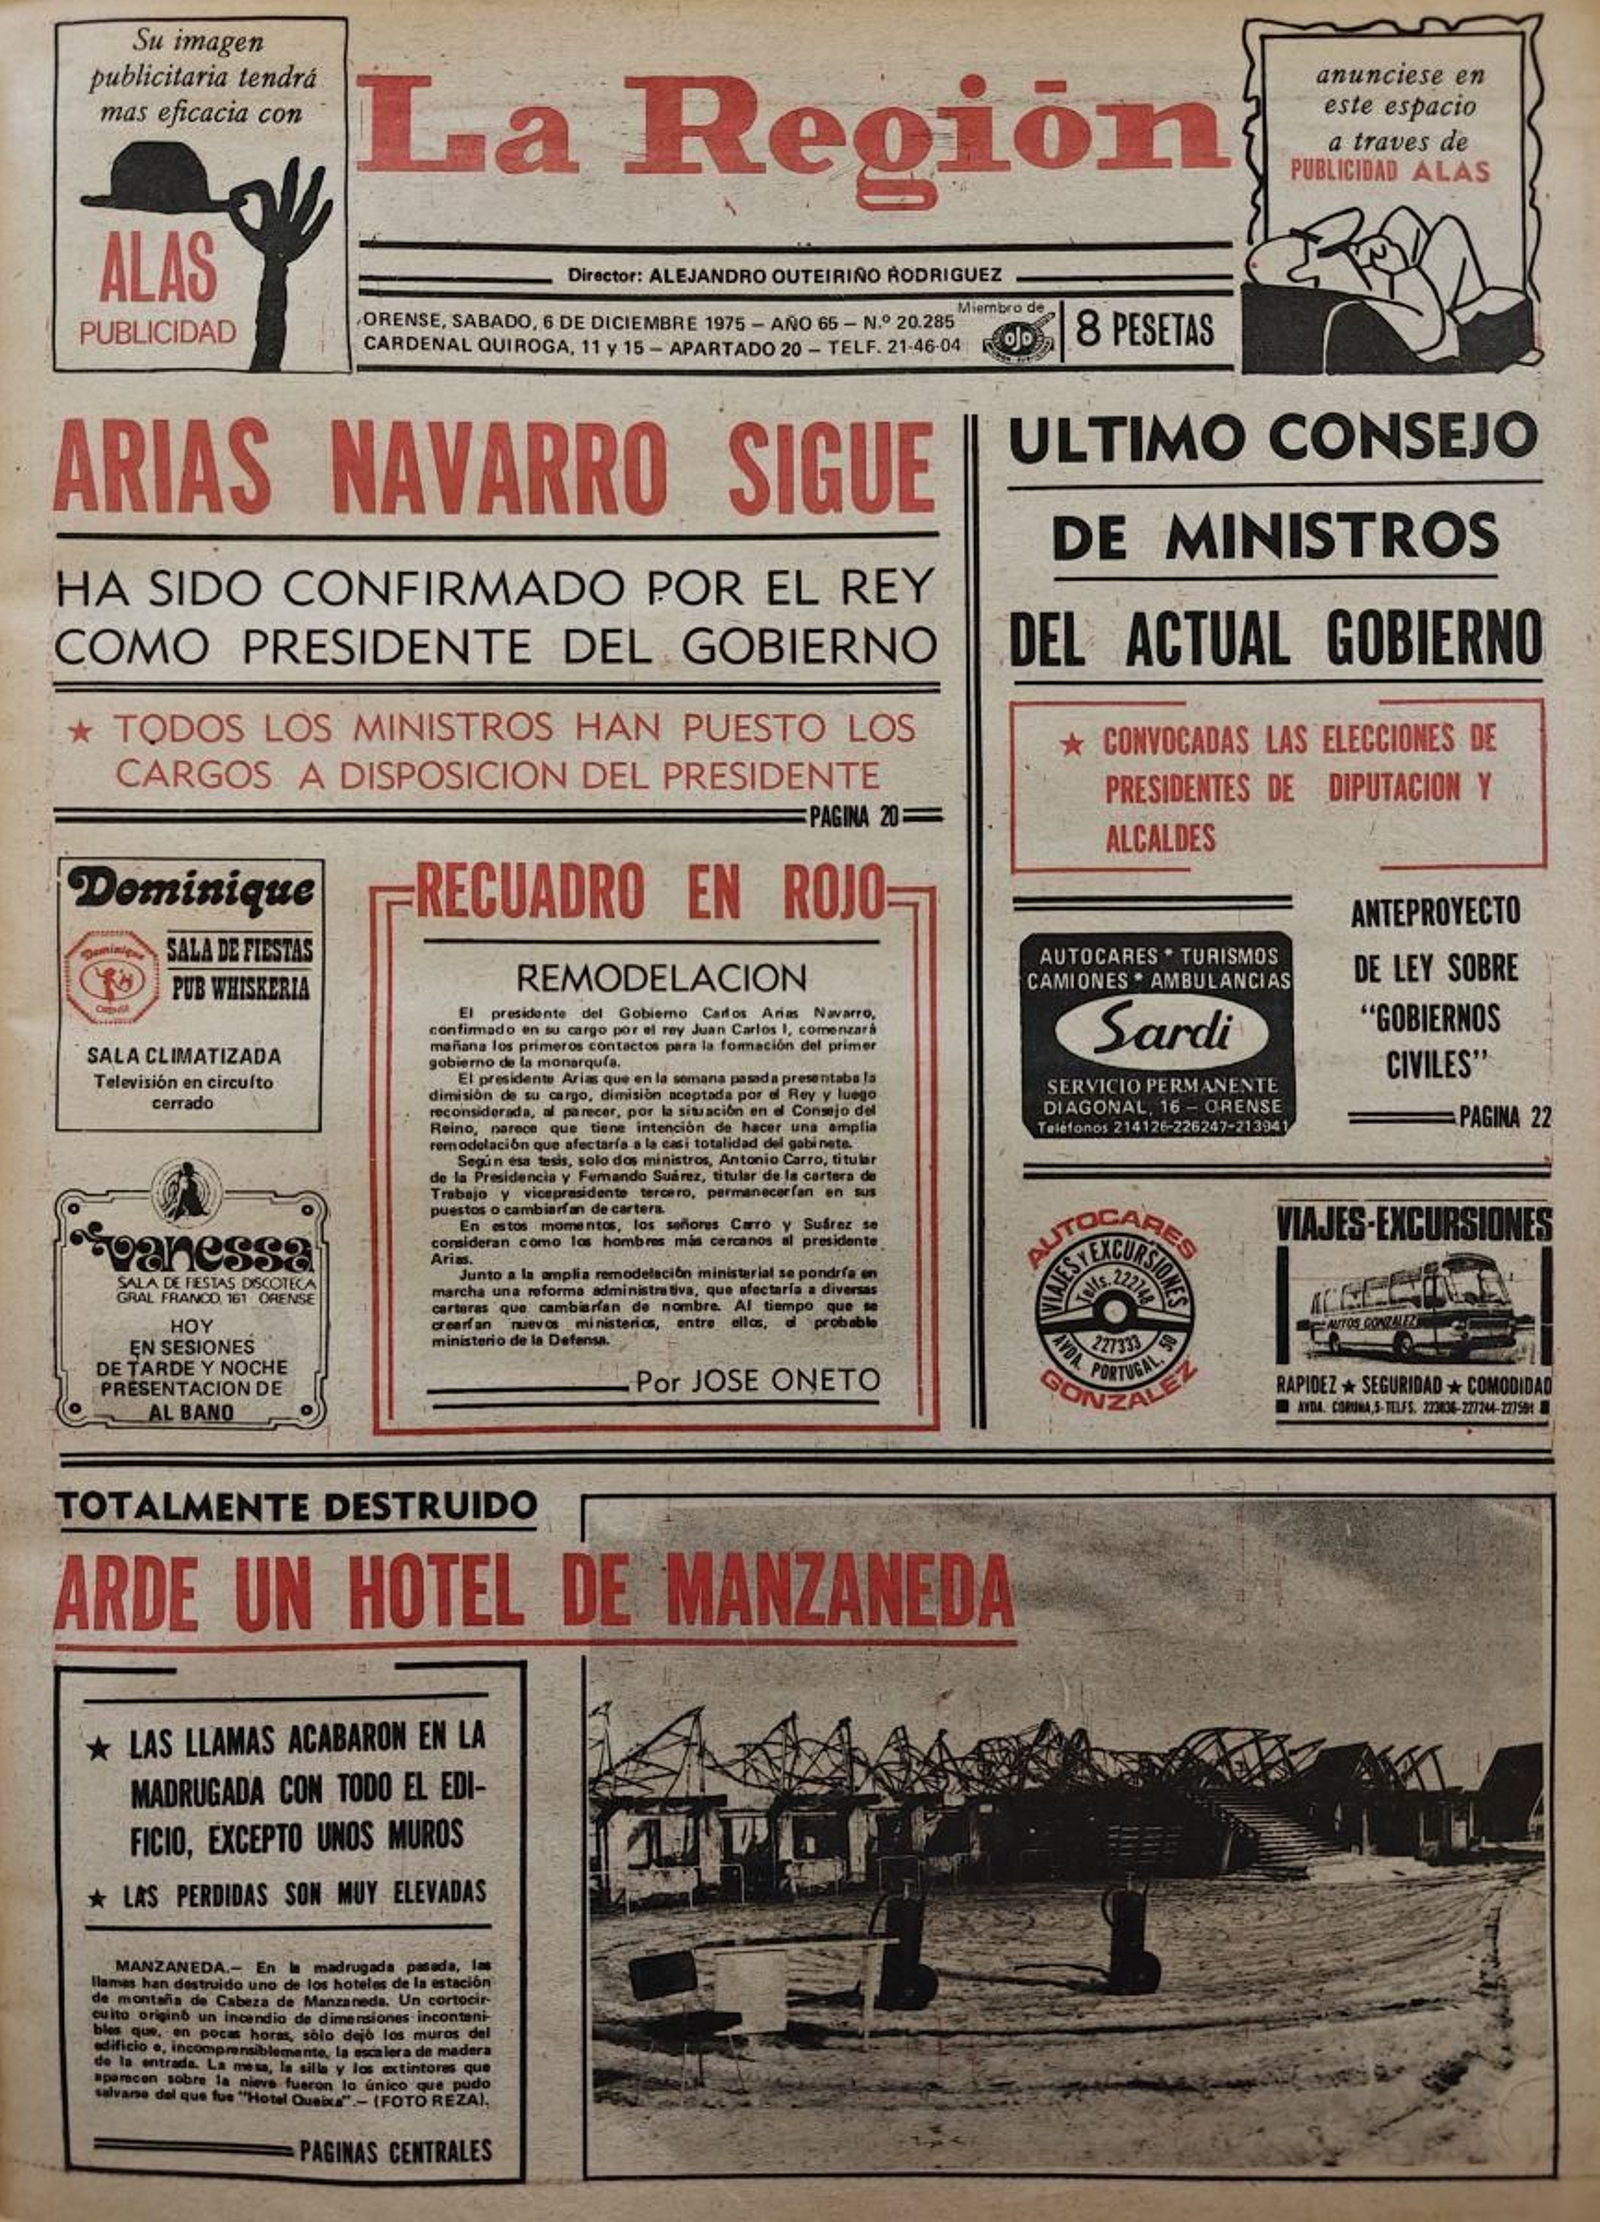 Su imagen
publicitaria tendrá
mas eficacia con
ALAS
PUBLICIDAD
La Región
anunciese en
este espacio
a traves de
PUBLICIDAD ALAS
Director: ALEJANDRO OUTEIRIÑO RODRIGUEZ
ORENSE, SABADO, 6 DE DICIEMBRE 1975 – AÑO 65 – N.º 20.285
CARDENAL QUIROGA, 11 y 15 – APARTADO 20 – TELF. 21-46-04
Miembro de
OJD
8 PESETAS
ARIAS NAVARRO SIGUE
HA SIDO CONFIRMADO POR EL REY
COMO PRESIDENTE DEL GOBIERNO
★ TODOS LOS MINISTROS HAN PUESTO LOS
CARGOS A DISPOSICION DEL PRESIDENTE
PAGINA 20
ULTIMO CONSEJO
DE MINISTROS
DEL ACTUAL GOBIERNO
★ CONVOCADAS LAS ELECCIONES DE
PRESIDENTES DE DIPUTACION Y
ALCALDES
Dominique
Dominique
SALA DE FIESTAS
PUB WHISKERIA
SALA CLIMATIZADA
Televisión en circuíto
cerrado
Vanessa
SALA DE FIESTAS DISCOTECA
GRAL FRANCO, 161 ORENSE
HOY
EN SESIONES
DE TARDE Y NOCHE
PRESENTACION DE
AL BANO
RECUADRO EN ROJO
REMODELACION
El presidente del Gobierno Carlos Arias Navarro,
confirmado en su cargo por el rey Juan Carlos I, comenzará
mañana los primeros contactos para la formación del primer
gobierno de la monarquía.
El presidente Arias que en la semana pasada presentaba la
dimisión de su cargo, dimisión aceptada por el Rey y luego
reconsiderada, al parecer, por la situación en el Consejo del
Reino, parece que tiene intención de hacer una amplia
remodelación que afectaría a la casi totalidad del gabinete.
Según esa tesis, solo dos ministros, Antonio Carro, titular
de la Presidencia y Fernando Suárez, titular de la cartera de
Trabajo y vicepresidente tercero, permanecerían en sus
puestos o cambiarían de cartera.
En estos momentos, los señores Carro y Suárez se
consideran como los hombres más cercanos al presidente
Arias.
Junto a la amplia remodelación ministerial se pondría en
marcha una reforma administrativa, que afectaría a diversas
carteras que cambiarían de nombre. Al tiempo que se
crearían nuevos ministerios, entre ellos, el probable
ministerio de la Defensa.
Por JOSE ONETO
AUTOCARES * TURISMOS
CAMIONES * AMBULANCIAS
Sardi
SERVICIO PERMANENTE
DIAGONAL, 16 – ORENSE
Teléfonos 214126-226247-213941
ANTEPROYECTO
DE LEY SOBRE
“GOBIERNOS
CIVILES”
PAGINA 22
AUTOCARES
VIAJES Y EXCURSIONES
Telfs. 222748
227333
AVDA. PORTUGAL, 50
GONZALEZ
VIAJES-EXCURSIONES
AUTOS GONZALEZ
RAPIDEZ ★ SEGURIDAD ★ COMODIDAD
AVDA. CORUÑA, 5-TELFS. 223836-227244-227591
TOTALMENTE DESTRUIDO
ARDE UN HOTEL DE MANZANEDA
★ LAS LLAMAS ACABARON EN LA
MADRUGADA CON TODO EL EDI-
FICIO, EXCEPTO UNOS MUROS
★ LAS PERDIDAS SON MUY ELEVADAS
MANZANEDA.– En la madrugada pasada, las
llamas han destruido uno de los hoteles de la estación
de montaña de Cabeza de Manzaneda. Un cortocir-
cuito originó un incendio de dimensiones inconteni-
bles que, en pocas horas, sólo dejó los muros del
edificio e, incomprensiblemente, la escalera de madera
de la entrada. La mesa, la silla y los extintores que
aparecen sobre la nieve fueron lo único que pudo
salvarse del que fue "Hotel Queixa".– (FOTO REZA).
PAGINAS CENTRALES